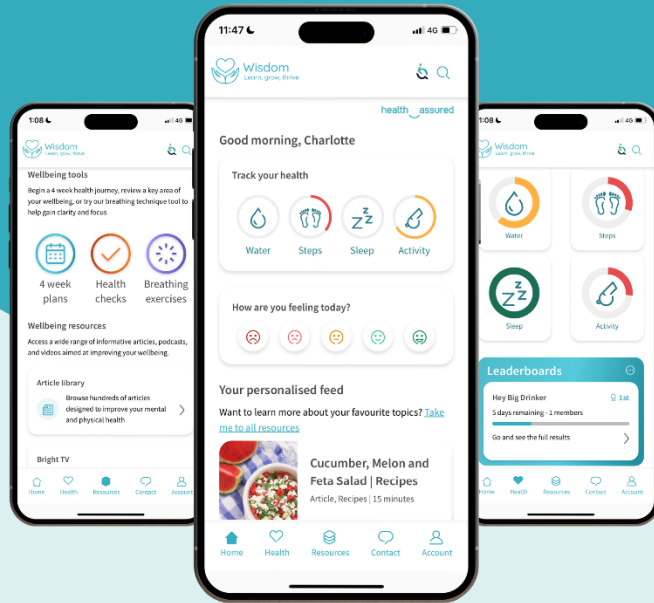 1:08
4G
Wisdom
Learn, grow, thrive
Wellbeing tools
Begin a 4 week health journey, review a key area of
your wellbeing, or try our breathing technique tool to
help gain clarity and focus
4 week
plans
Health
checks
Breathing
exercises
Wellbeing resources
Access a wide range of informative articles, podcasts,
and videos aimed at improving your wellbeing.
Article library
Browse hundreds of articles
designed to improve your mental
and physical health
Bright TV
Home
Health
Resources
Contact
Account
11:47
4G
Wisdom
Learn, grow, thrive
health assured
Good morning, Charlotte
Track your health
Water
Steps
Sleep
Activity
How are you feeling today?
Your personalised feed
Want to learn more about your favourite topics? Take
me to all resources
Cucumber, Melon and
Feta Salad | Recipes
Article, Recipes | 15 minutes
Home
Health
Resources
Contact
Account
1:08
4G
Wisdom
Learn, grow, thrive
Water
Steps
Sleep
Activity
Leaderboards
Hey Big Drinker
1st
5 days remaining - 1 members
Go and see the full results
Home
Health
Resources
Contact
Account